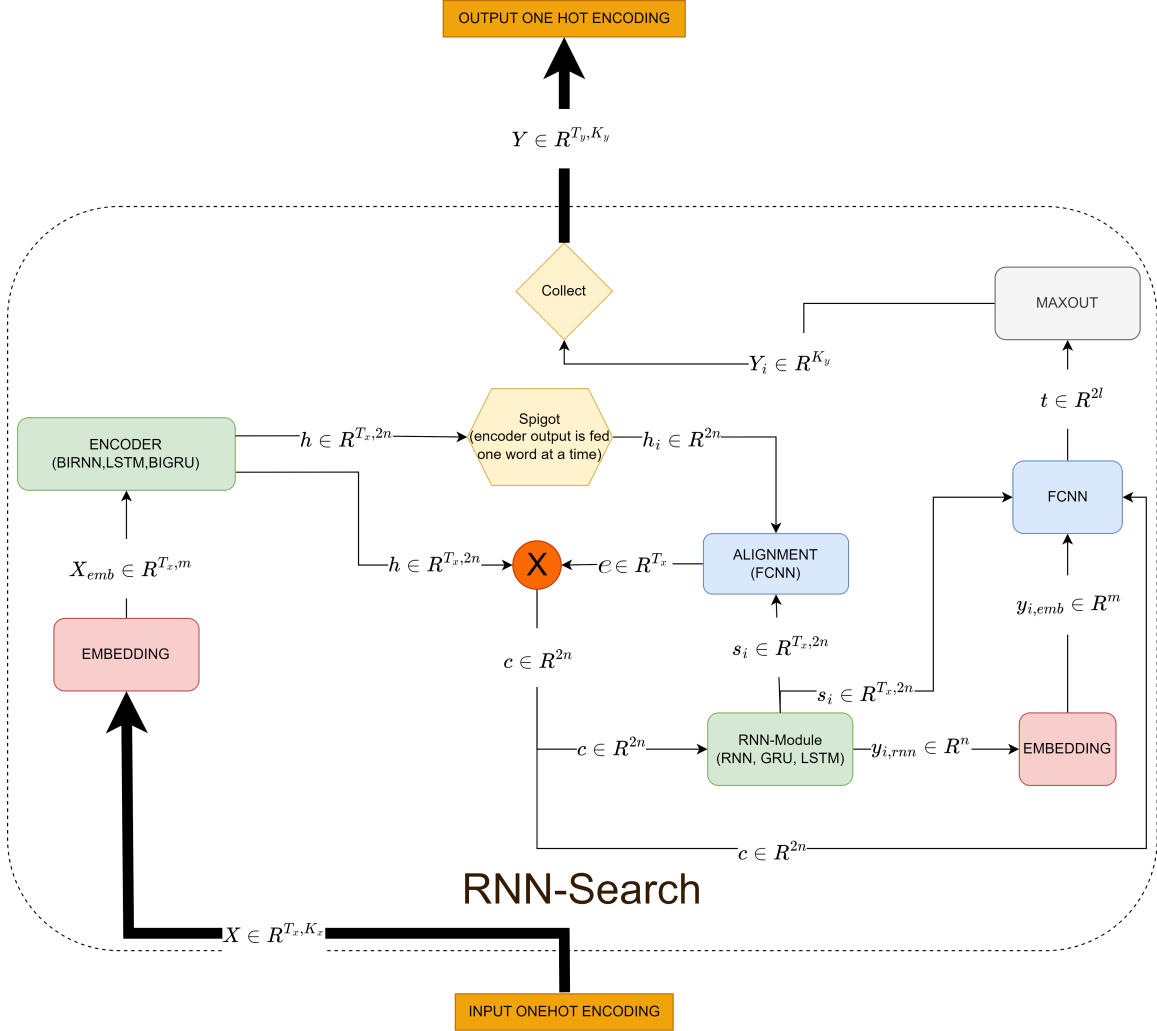 OUTPUT ONE HOT ENCODING
Y ∈ R^{T_y,K_y}
Collect
MAXOUT
Y_i ∈ R^{K_y}
t ∈ R^{2l}
Spigot
(encoder output is fed
one word at a time)
ENCODER
(BIRNN,LSTM,BIGRU)
h ∈ R^{T_x,2n}
h_i ∈ R^{2n}
FCNN
X_{emb} ∈ R^{T_x,m}
h ∈ R^{T_x,2n}
X
e ∈ R^{T_x}
ALIGNMENT
(FCNN)
y_{i,emb} ∈ R^m
EMBEDDING
c ∈ R^{2n}
s_i ∈ R^{T_x,2n}
s_i ∈ R^{T_x,2n}
c ∈ R^{2n}
RNN-Module
(RNN, GRU, LSTM)
y_{i,rnn} ∈ R^n
EMBEDDING
c ∈ R^{2n}
RNN-Search
X ∈ R^{T_x,K_x}
INPUT ONEHOT ENCODING